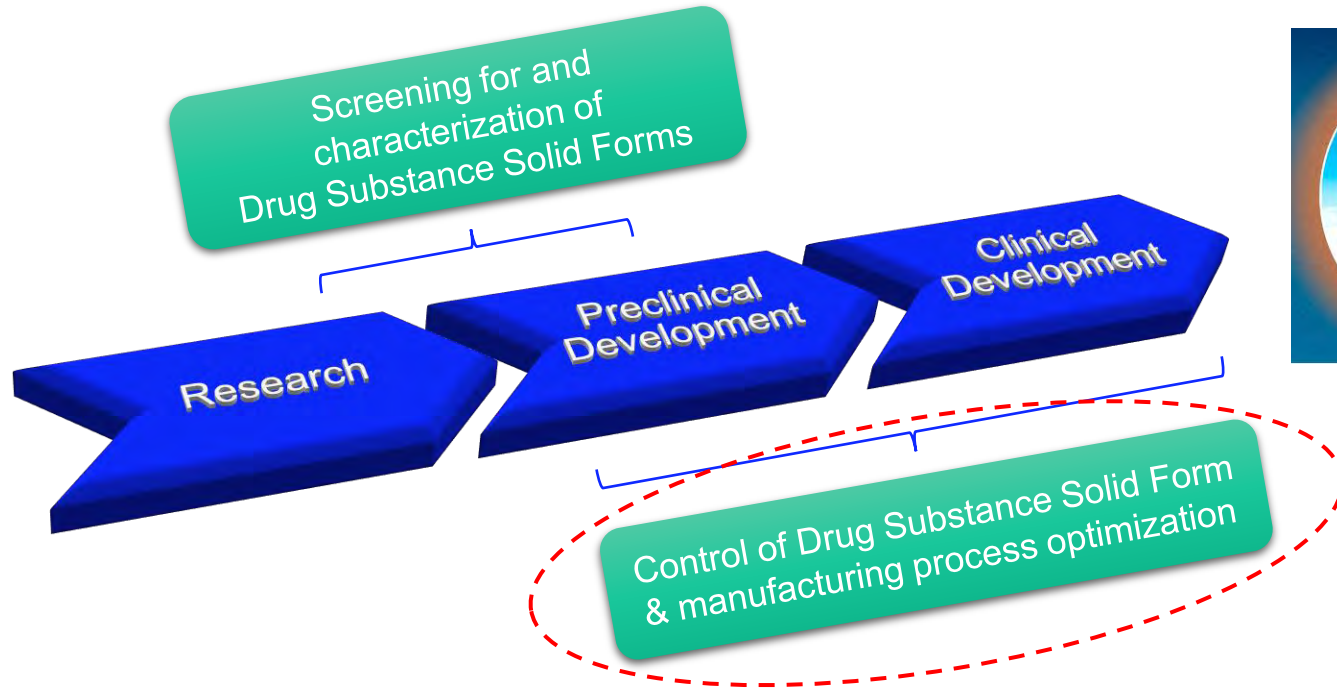 Screening for and
characterization of
Drug Substance Solid Forms
Research
Preclinical
Development
Clinical
Development
Control of Drug Substance Solid Form
& manufacturing process optimization